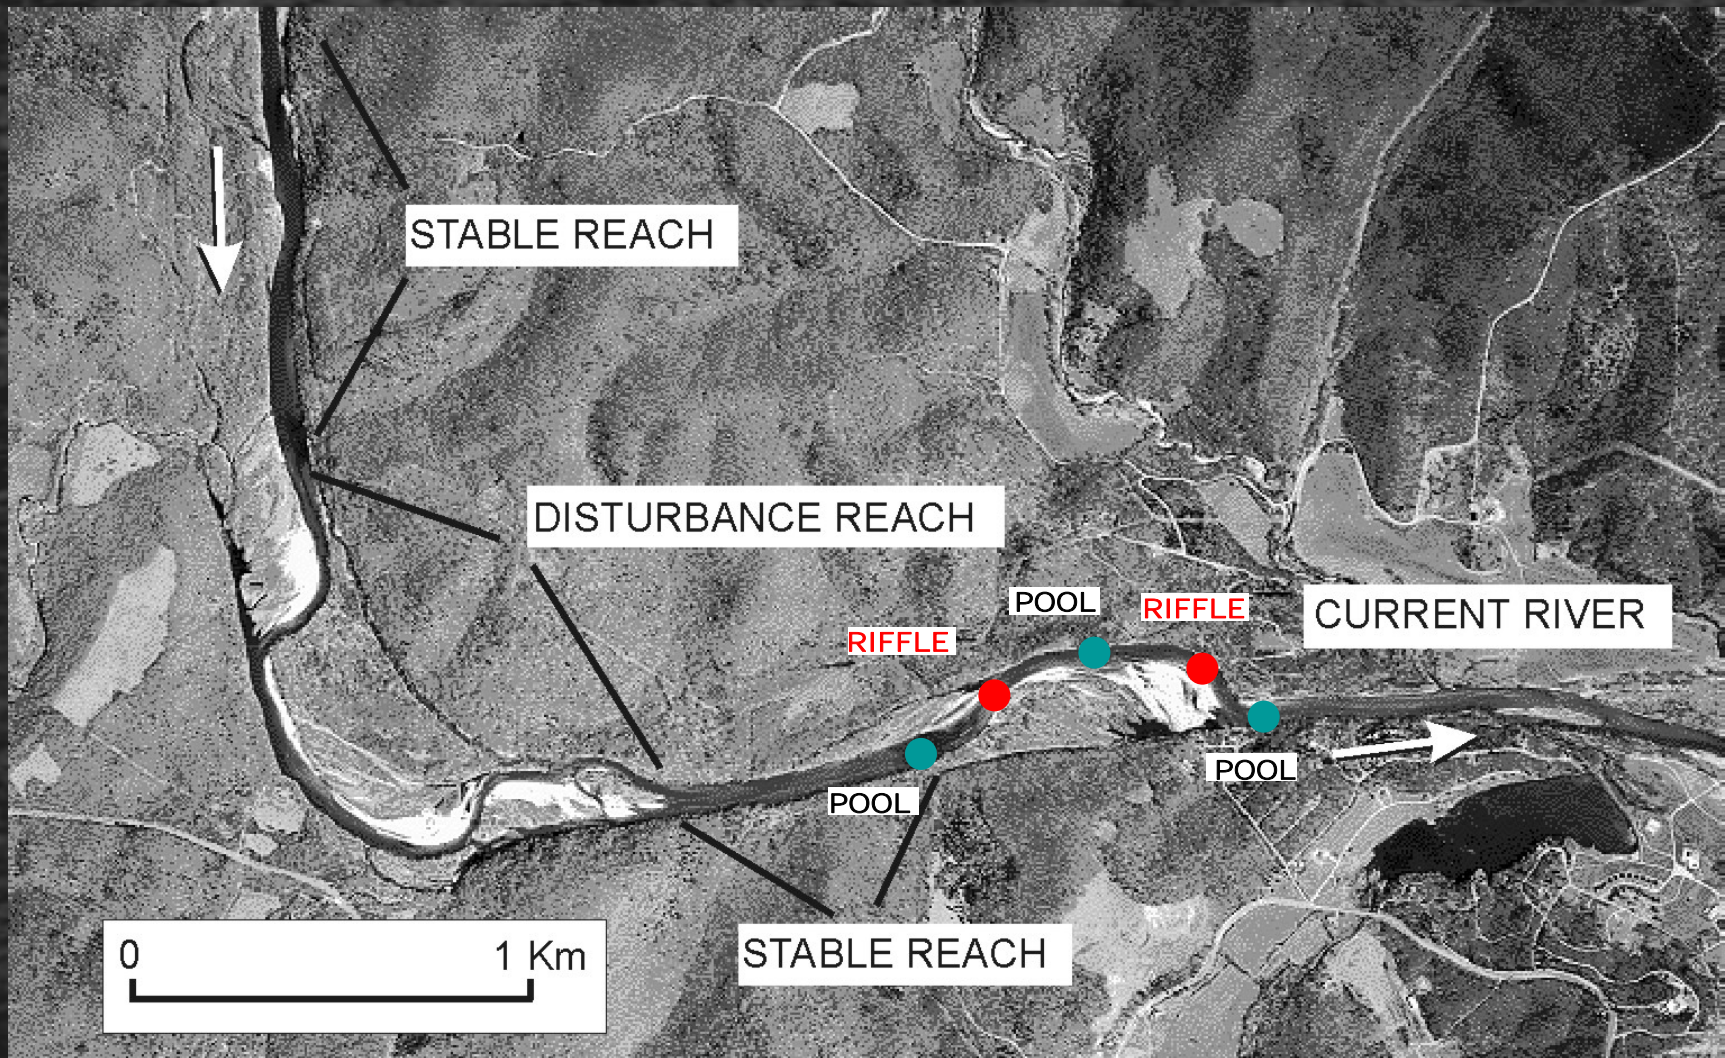 STABLE REACH
DISTURBANCE REACH
POOL
RIFFLE
CURRENT RIVER
RIFFLE
POOL
POOL
STABLE REACH
0 1 Km